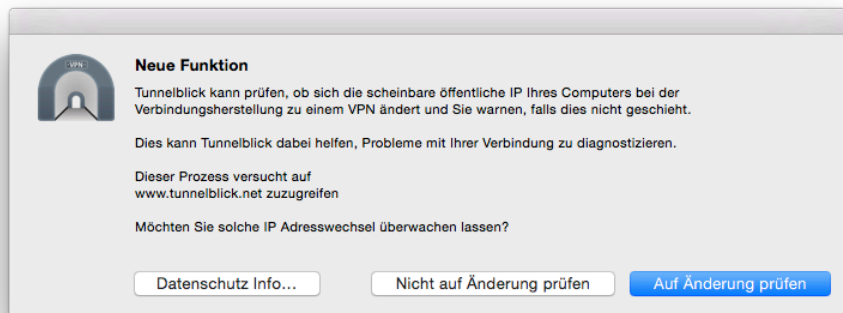 VPN
Neue Funktion
Tunnelblick kann prüfen, ob sich die scheinbare öffentliche IP Ihres Computers bei der
Verbindungsherstellung zu einem VPN ändert und Sie warnen, falls dies nicht geschieht.
Dies kann Tunnelblick dabei helfen, Probleme mit Ihrer Verbindung zu diagnostizieren.
Dieser Prozess versucht auf
www.tunnelblick.net zuzugreifen
Möchten Sie solche IP Adresswechsel überwachen lassen?
Datenschutz Info...
Nicht auf Änderung prüfen
Auf Änderung prüfen